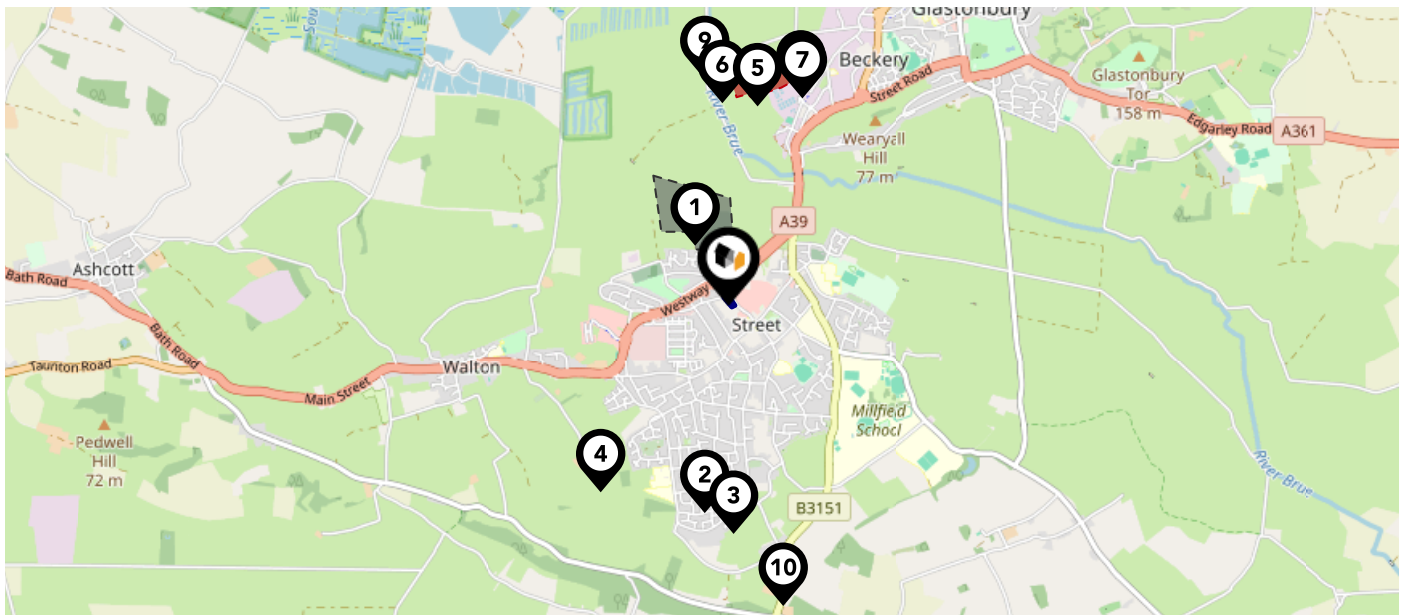 Glastonbury
9
6
5
7
Beckery
Street Road
Glastonbury
Tor
158 m
Edgarley Road
A361
River Brue
Wearyall
Hill
77 m
1
A39
Ashcott
Bath Road
Westway
Street
Bath Road
Taunton Road
Walton
Main Street
Millfield
School
Pedwell
Hill
72 m
4
2
3
River Brue
B3151
10